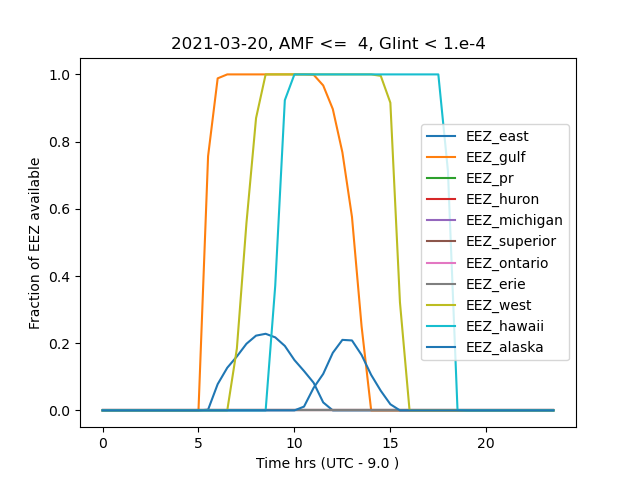 2021-03-20, AMF <=  4, Glint < 1.e-4
Fraction of EEZ available
1.0
0.8
0.6
0.4
0.2
0.0
EEZ_east
EEZ_gulf
EEZ_pr
EEZ_huron
EEZ_michigan
EEZ_superior
EEZ_ontario
EEZ_erie
EEZ_west
EEZ_hawaii
EEZ_alaska
0 5 10 15 20
Time hrs (UTC - 9.0 )